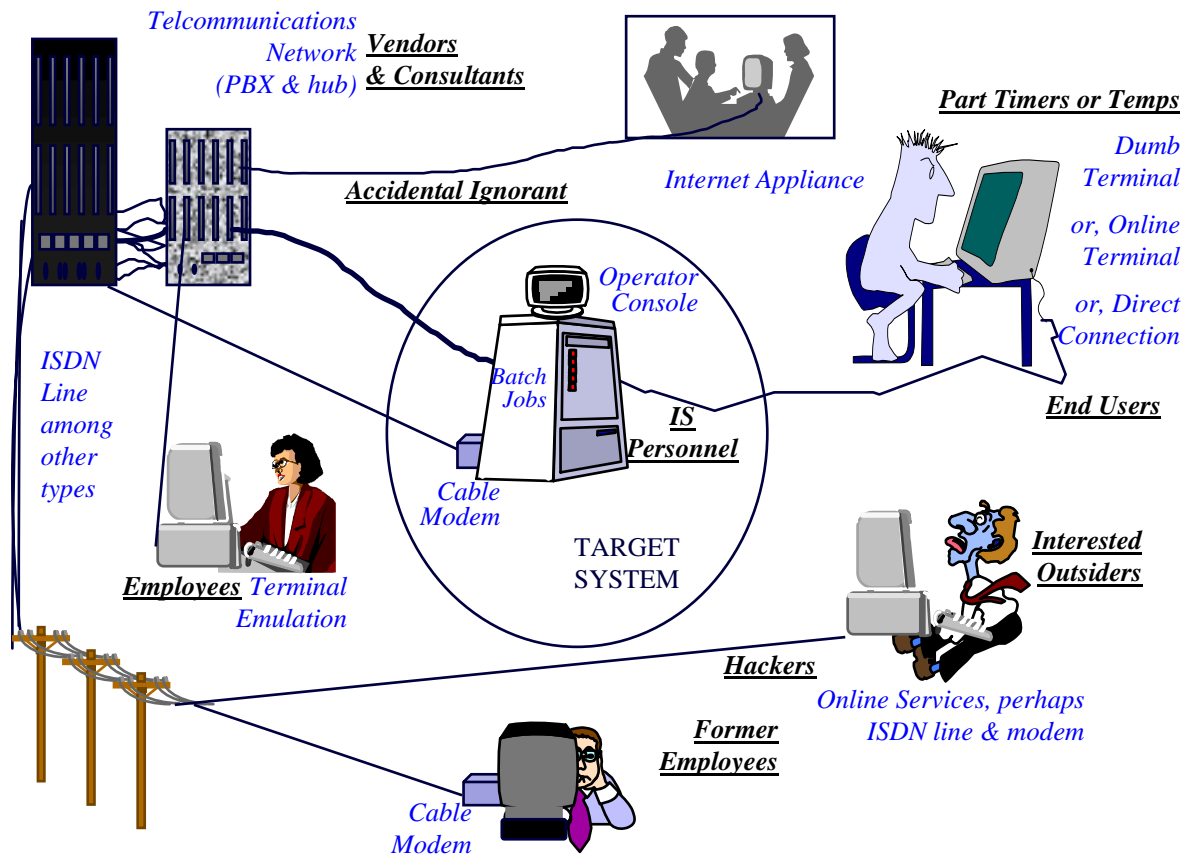 Telcommunications
Network
(PBX & hub)
Vendors
& Consultants
Part Timers or Temps
Accidental Ignorant
Internet Appliance
Dumb
Terminal
or, Online
Terminal
or, Direct
Connection
Operator
Console
ISDN
Line
among
other
types
Batch
Jobs
IS
Personnel
End Users
Cable
Modem
TARGET
SYSTEM
Interested
Outsiders
Employees
Terminal
Emulation
Hackers
Online Services, perhaps
ISDN line & modem
Former
Employees
Cable
Modem